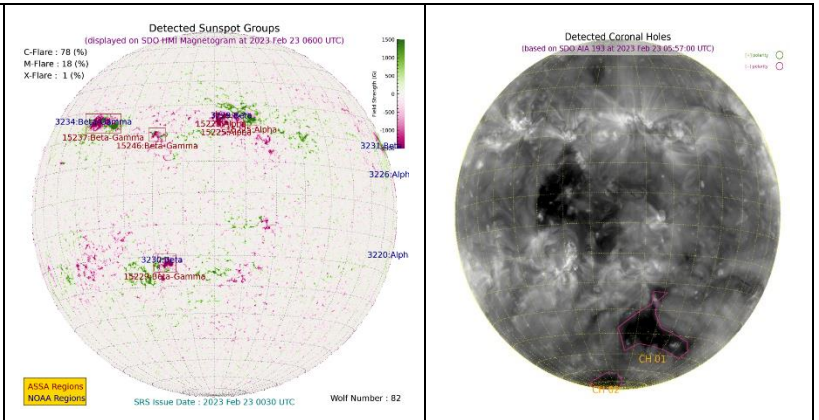 Detected Sunspot Groups
(displayed on SDO HMI Magnetogram at 2023 Feb 23 0600 UTC)
C-Flare : 78 (%)
M-Flare : 18 (%)
X-Flare : 1 (%)
1500
1000
500
0
-500
-1000
-1500
Field Strength (G)
3234:Beta-Gamma
15237:Beta-Gamma
15246:Beta-Gamma
3226:Alph
3220:Alph
3230:Beta
15229:Beta-Gamma
ASSA Regions
NOAA Regions
SRS Issue Date : 2023 Feb 23 0030 UTC
Wolf Number : 82
Detected Coronal Holes
(based on SDO AIA 193 at 2023 Feb 23 05:57:00 UTC)
CH 01
CH 02